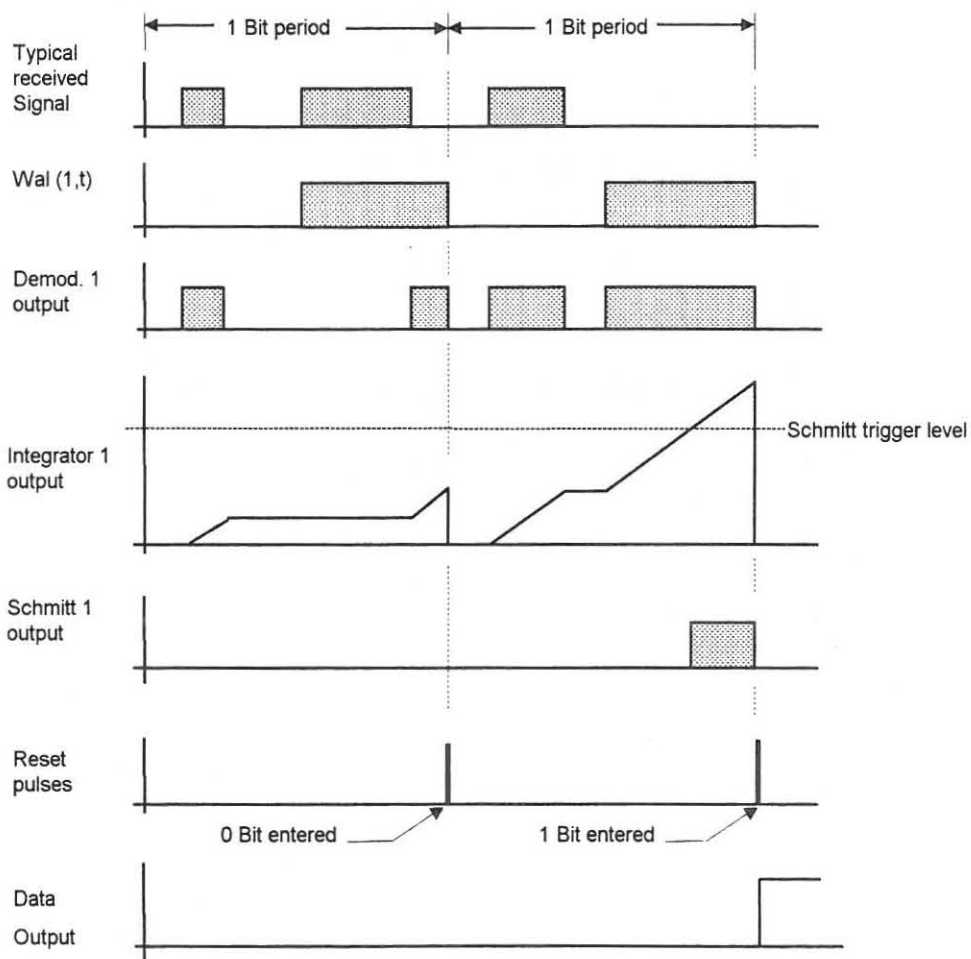 1 Bit period
1 Bit period
Typical
received
Signal
Wal (1,t)
Demod. 1
output
Schmitt trigger level
Integrator 1
output
Schmitt 1
output
Reset
pulses
0 Bit entered
1 Bit entered
Data
Output